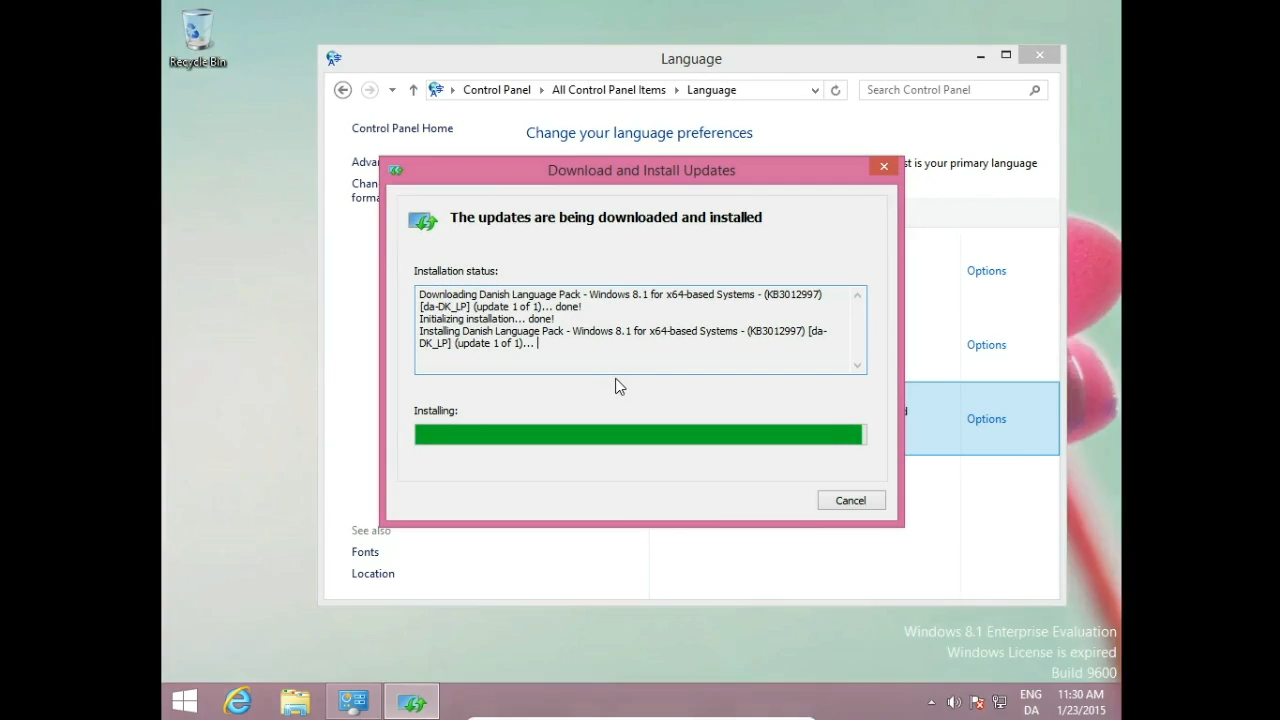 Recycle Bin
Language
Control Panel
All Control Panel Items
Language
Search Control Panel
Control Panel Home
Change your language preferences
st is your primary language
Download and Install Updates
The updates are being downloaded and installed
Installation status:
Downloading Danish Language Pack - Windows 8.1 for x64-based Systems - (KB3012997)
[da-DK_LP] (update 1 of 1)... done!
Initializing installation... done!
Installing Danish Language Pack - Windows 8.1 for x64-based Systems - (KB3012997) [da-
DK_LP] (update 1 of 1)...
Installing:
Cancel
Options
Options
Options
See also
Fonts
Location
Windows 8.1 Enterprise Evaluation
Windows License is expired
Build 9600
ENG
DA
11:30 AM
1/23/2015